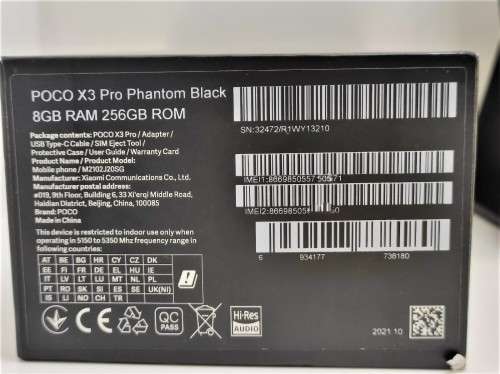 POCO X3 Pro Phantom Black
8GB RAM 256GB ROM
Package contents: POCO X3 Pro / Adapter /
USB Type-C Cable / SIM Eject Tool /
Protective Case / User Guide / Warranty Card
Product Name / Product Model:
Mobile phone / M2102J20SG
Manufacturer: Xiaomi Communications Co., Ltd.
Manufacturer postal address:
#019, 9th Floor, Building 6, 33 Xi'erqi Middle Road,
Haidian District, Beijing, China, 100085
Brand: POCO
Made in China
This device is restricted to indoor use only when
operating in 5150 to 5350 Mhz frequency range in
following countries:
AT BE BG HR CY CZ DK
EE FI FR DE EL HU IE
IT LV LT LU MT NL PL
PT RO SK SI ES SE UK(NI)
IS LI NO CH TR
CE
QC
PASS
Hi-Res
AUDIO
SN:32472/R1WY13210
IMEI1:
IMEI2:
6 934177 738180
2021 10